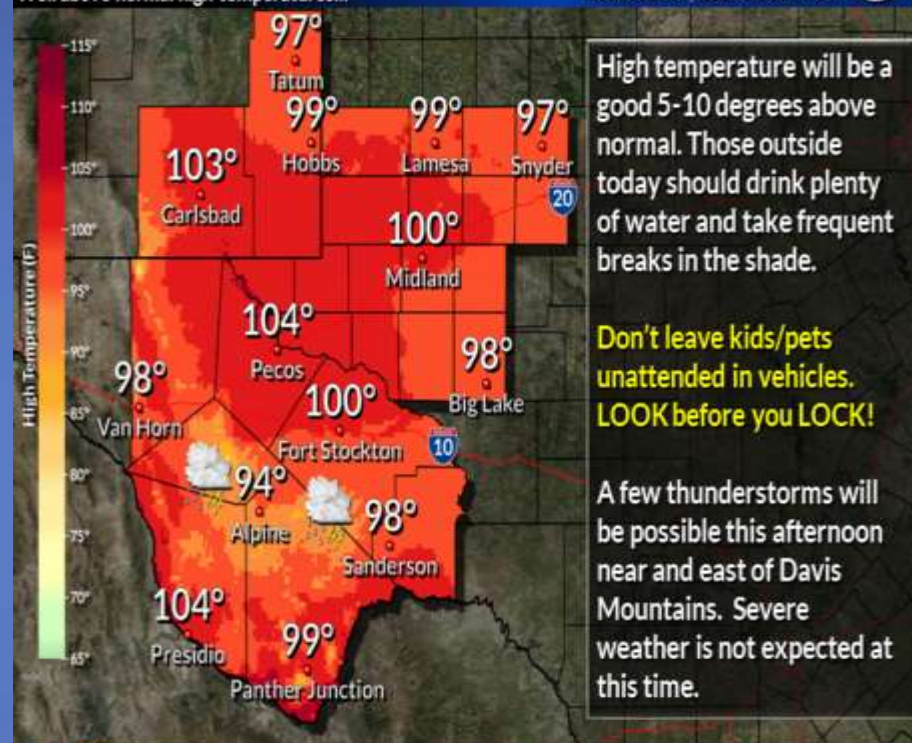 Well above normal high temperatures...
115°
110°
105°
100°
95°
90°
85°
80°
75°
70°
65°
High Temperature (F)
97°
Tatum
99°
Hobbs
99°
Lamesa
97°
Snyder
103°
Carlsbad
20
100°
Midland
104°
Pecos
98°
Big Lake
98°
Van Horn
100°
Fort Stockton
10
94°
Alpine
98°
Sanderson
104°
Presidio
99°
Panther Junction
High temperature will be a
good 5-10 degrees above
normal. Those outside
today should drink plenty
of water and take frequent
breaks in the shade.
Don't leave kids/pets
unattended in vehicles.
LOOK before you LOCK!
A few thunderstorms will
be possible this afternoon
near and east of Davis
Mountains. Severe
weather is not expected at
this time.